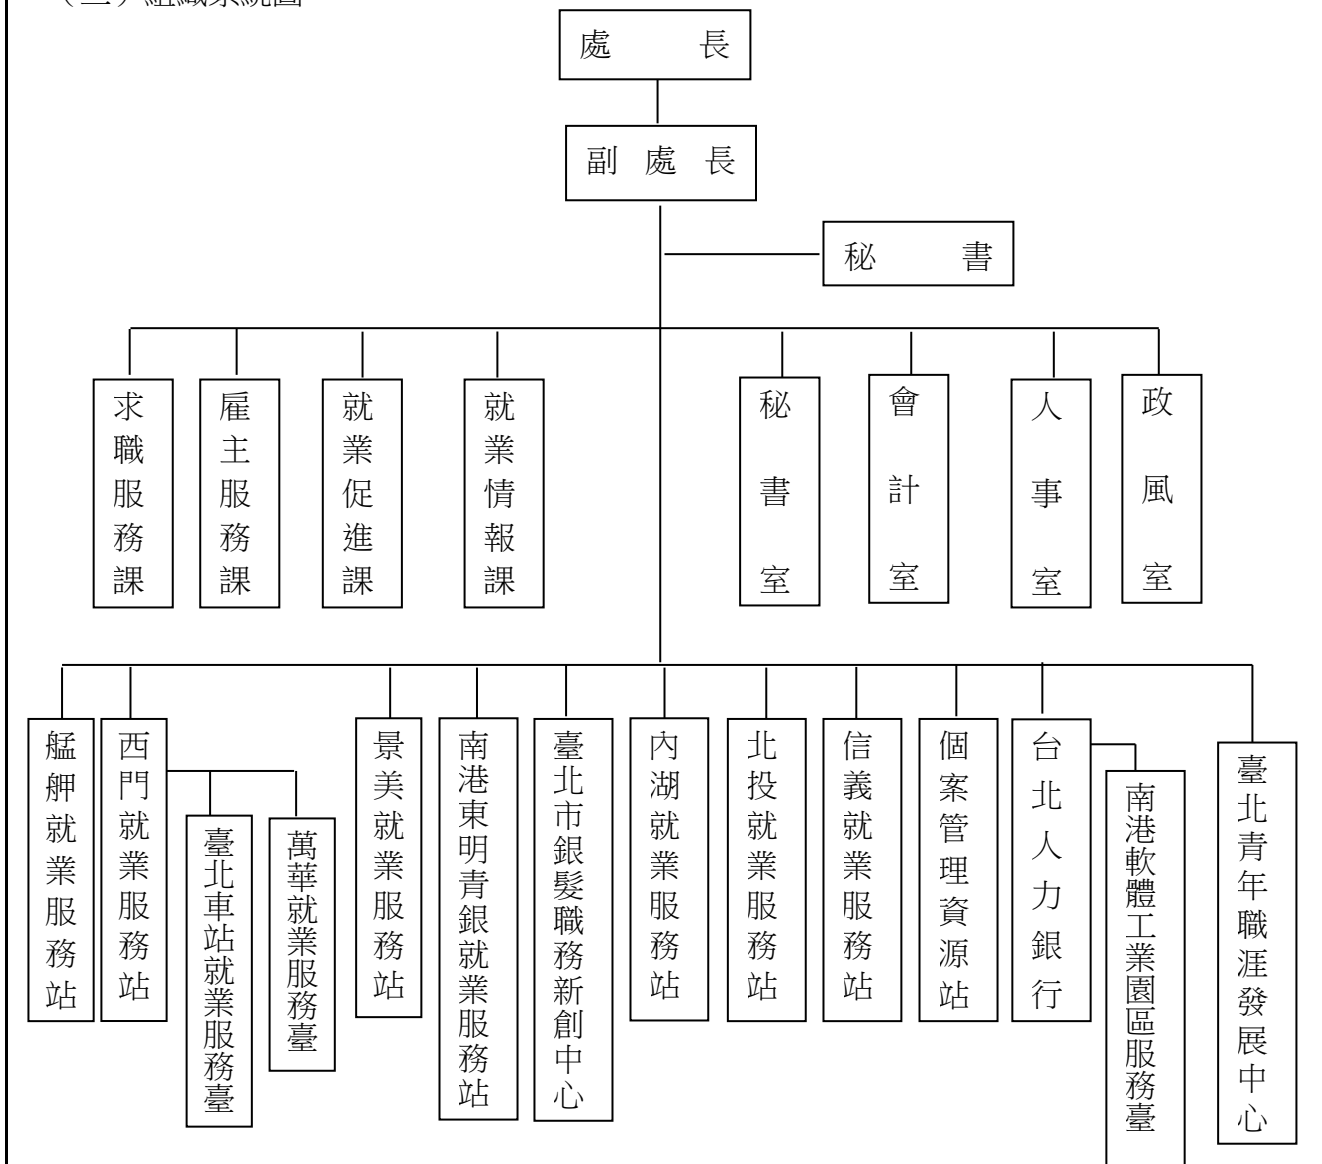 組織系統圖
處長
副處長
秘書
求職服務課
雇主服務課
就業促進課
就業情報課
秘書室
會計室
人事室
政風室
艋舺就業服務站
西門就業服務站
臺北車站就業服務臺
萬華就業服務臺
景美就業服務站
南港東明青銀就業服務站
臺北市銀髮職務新創中心
內湖就業服務站
北投就業服務站
信義就業服務站
個案管理資源站
台北人力銀行
南港軟體工業園區服務臺
臺北青年職涯發展中心